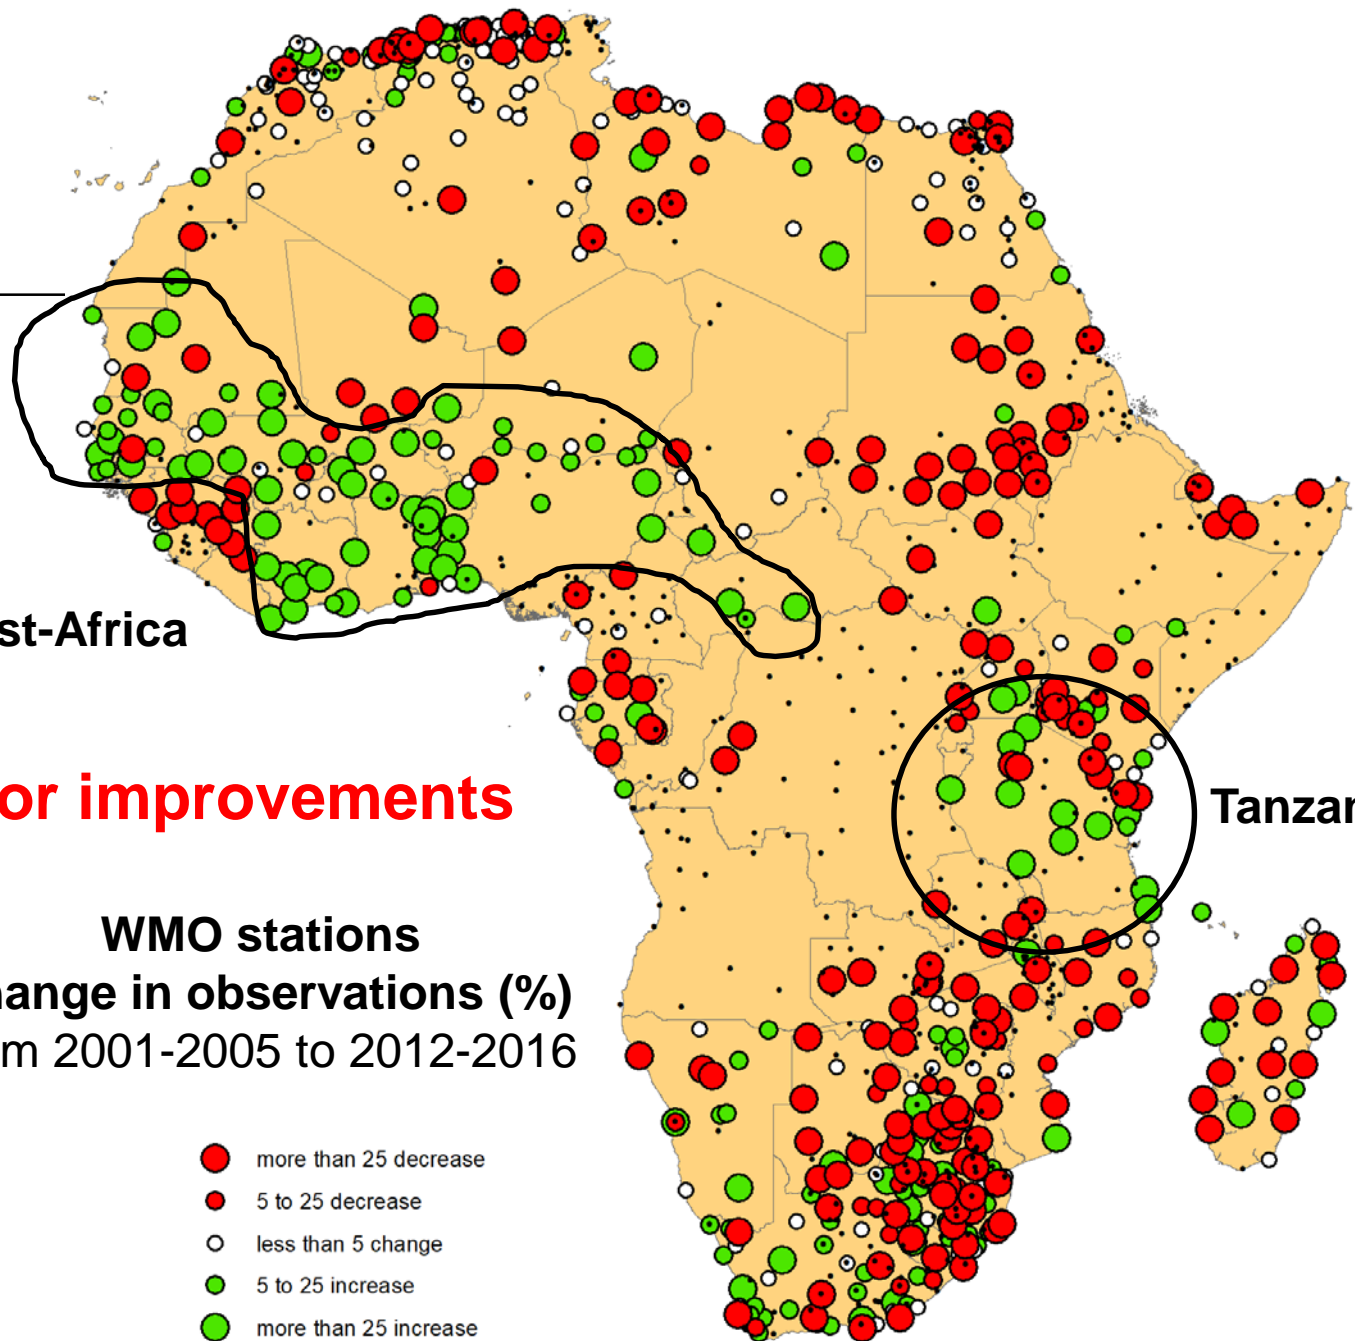 st-Africa
or improvements
Tanzar
WMO stations
hange in observations (%)
m 2001-2005 to 2012-2016
more than 25 decrease
5 to 25 decrease
less than 5 change
5 to 25 increase
more than 25 increase